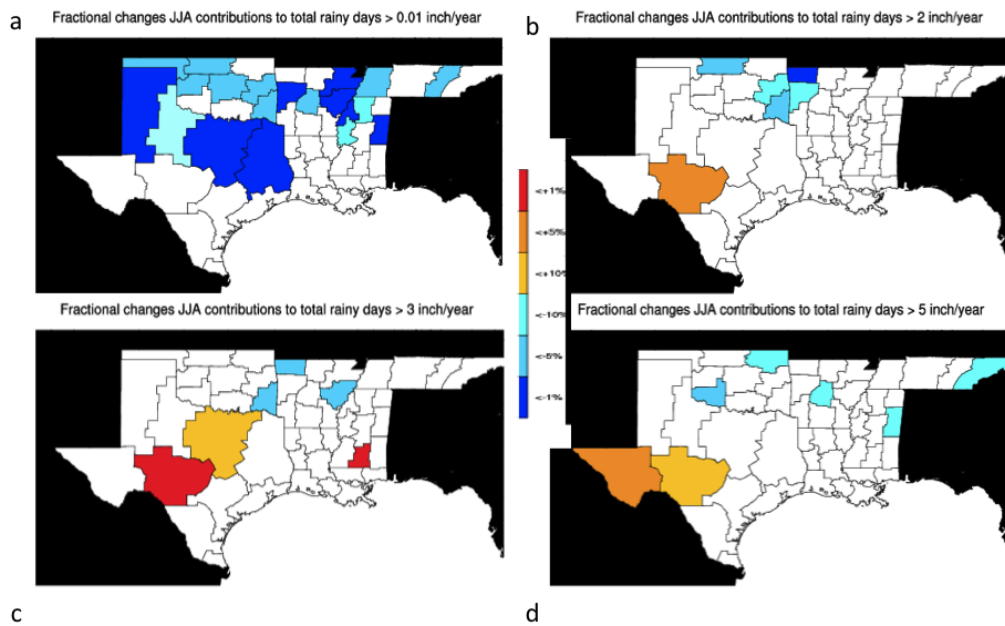 a
Fractional changes JJA contributions to total rainy days > 0.01 inch/year
b
Fractional changes JJA contributions to total rainy days > 2 inch/year
<+1%
<+5%
<+10%
<-10%
<-5%
<-1%
Fractional changes JJA contributions to total rainy days > 3 inch/year
Fractional changes JJA contributions to total rainy days > 5 inch/year
c
d